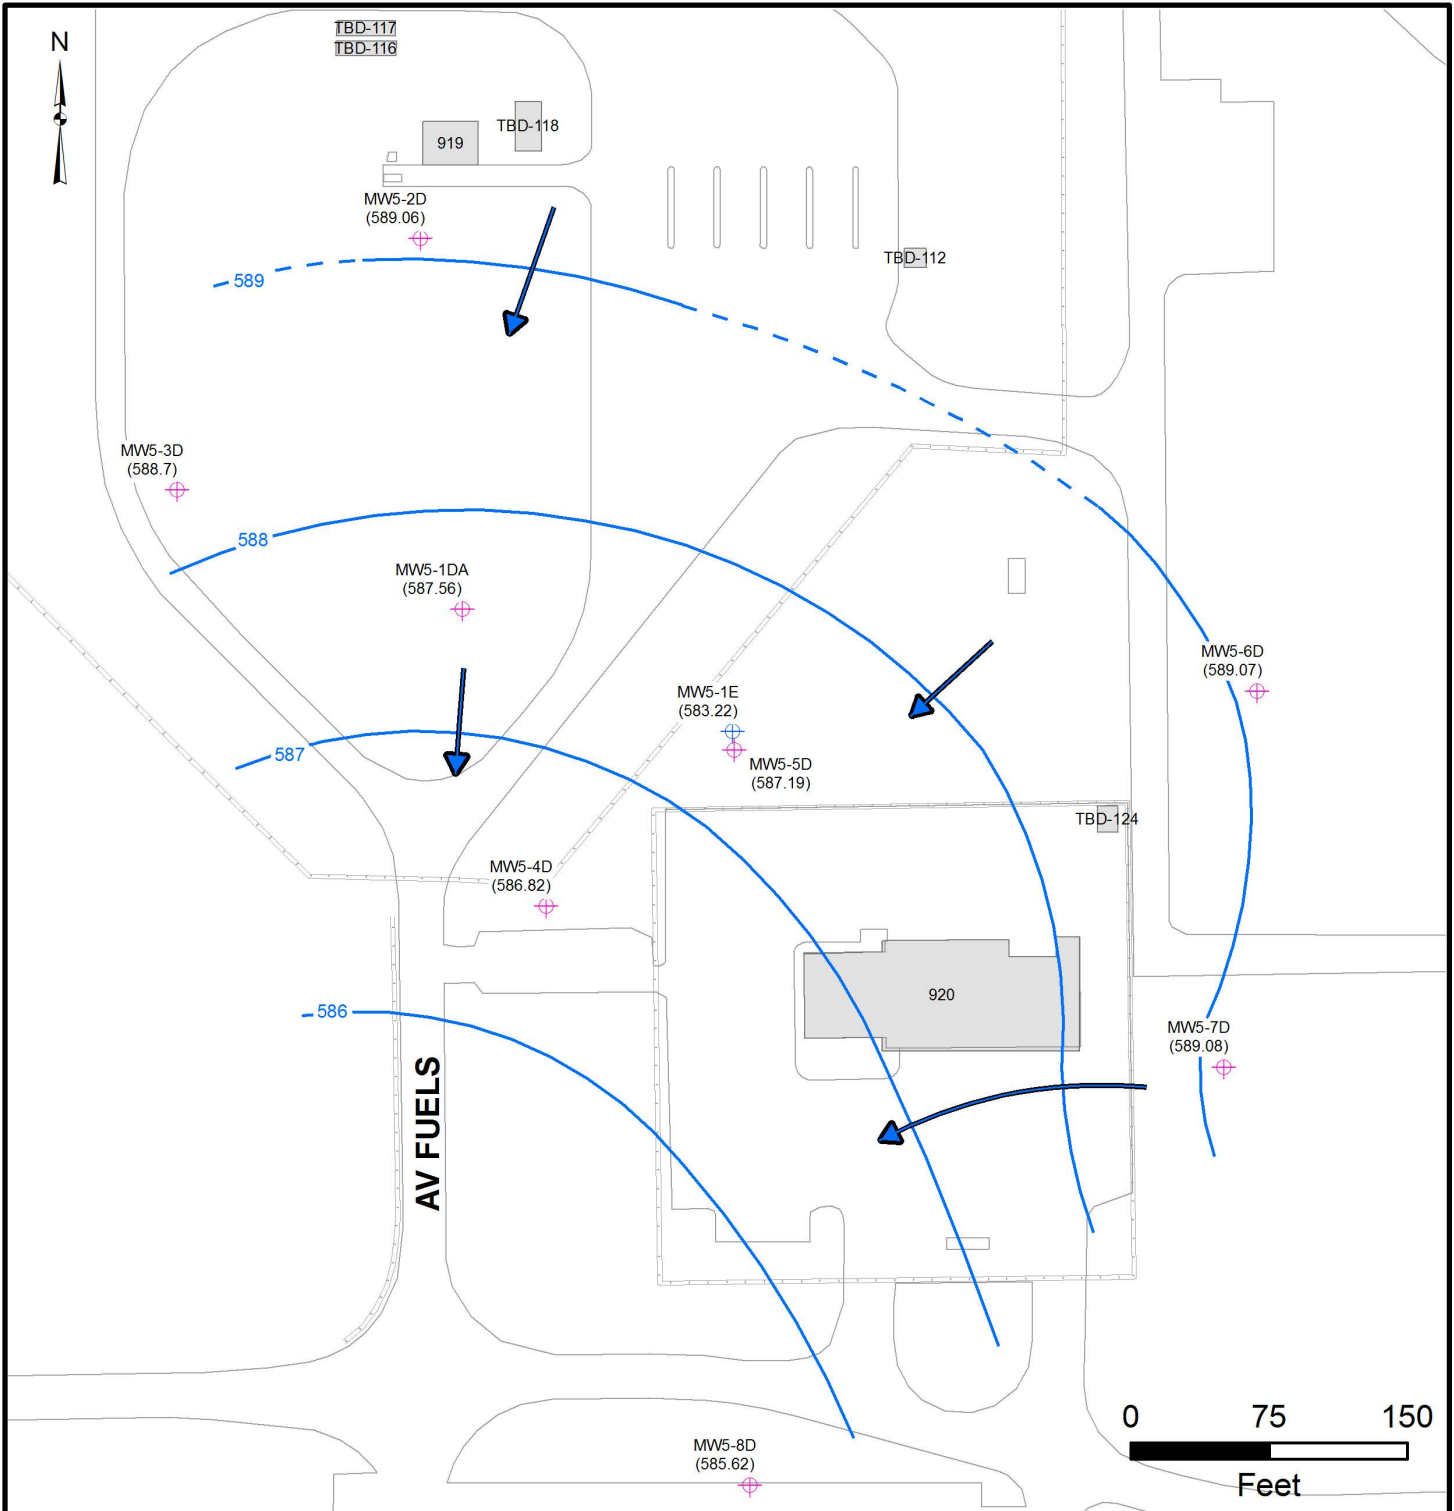 TBD-117
N
TBD-116
TBD-118
919
MW5-2D
(589.06)
TBD-112
589
MW5-3D
(588.7)
588
MW5-1DA
(587.56)
MW5-6D
(589.07)
MW5-1E
(583.22)
587
MW5-5D
(587.19)
TBD-124
MW5-4D
(586.82)
920
586
MW5-7D
(589.08)
AV FUELS
0 75 150
Feet
MW5-8D
(585.62)